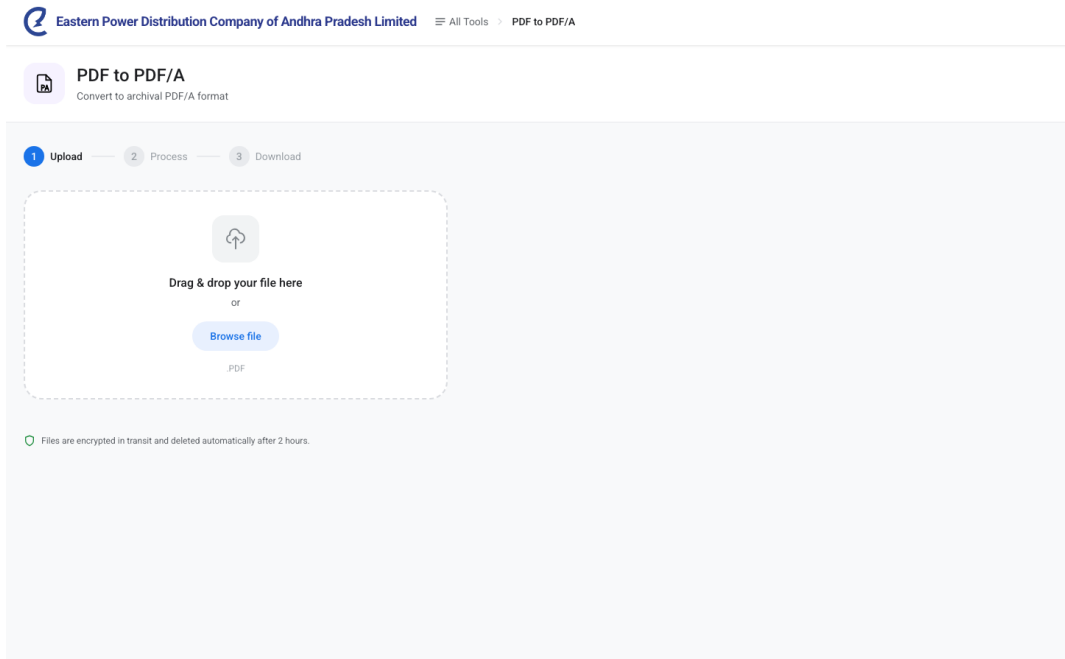 Eastern Power Distribution Company of Andhra Pradesh Limited All Tools PDF to PDF/A
PA
PDF to PDF/A
Convert to archival PDF/A format
1 Upload 2 Process 3 Download
Drag & drop your file here
or
Browse file
.PDF
Files are encrypted in transit and deleted automatically after 2 hours.